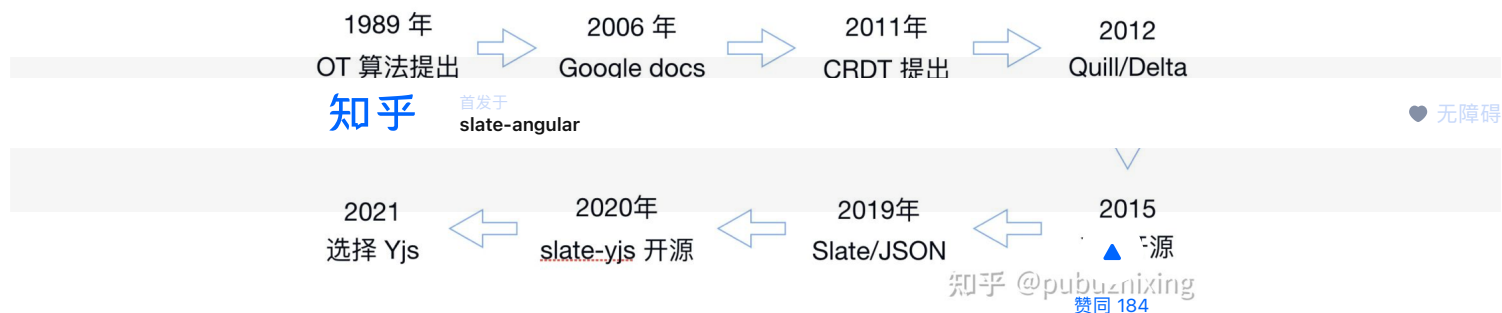 1989 年
2006 年
2011年
2012
OT 算法提出
Google docs
CRDT 提出
Quill/Delta
知乎
首发于
slate-angular
无障碍
2021
2020年
2019年
2015
选择 Yjs
slate-yjs 开源
Slate/JSON
源
知乎 @pubuzhixing
赞同 184